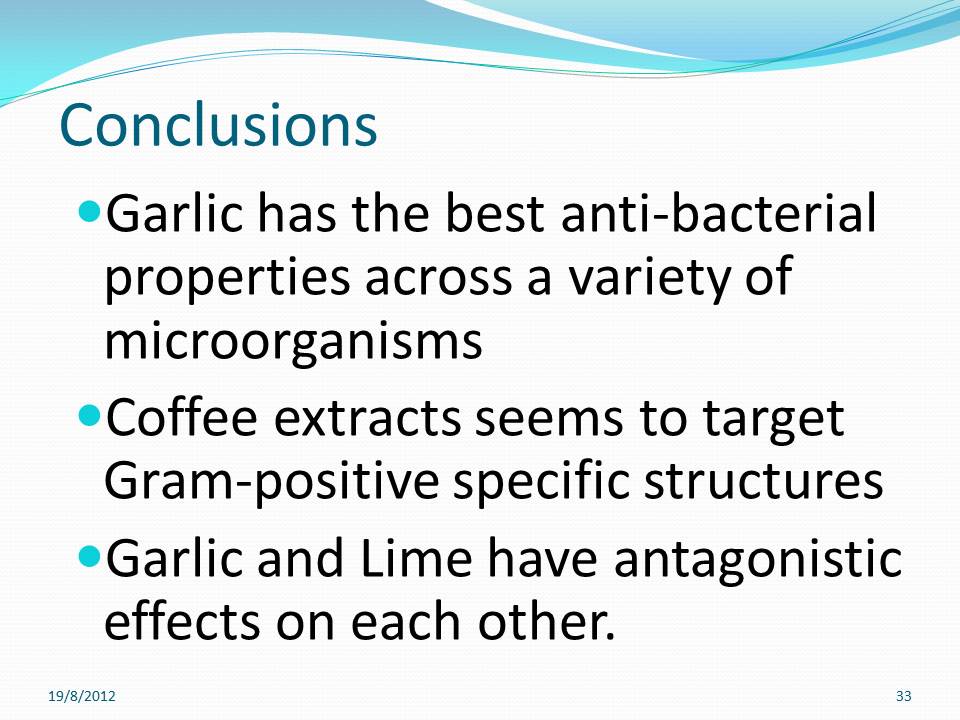 Conclusions
•Garlic has the best anti-bacterial
properties across a variety of
microorganisms
•Coffee extracts seems to target
Gram-positive specific structures
•Garlic and Lime have antagonistic
effects on each other.
19/8/2012
33